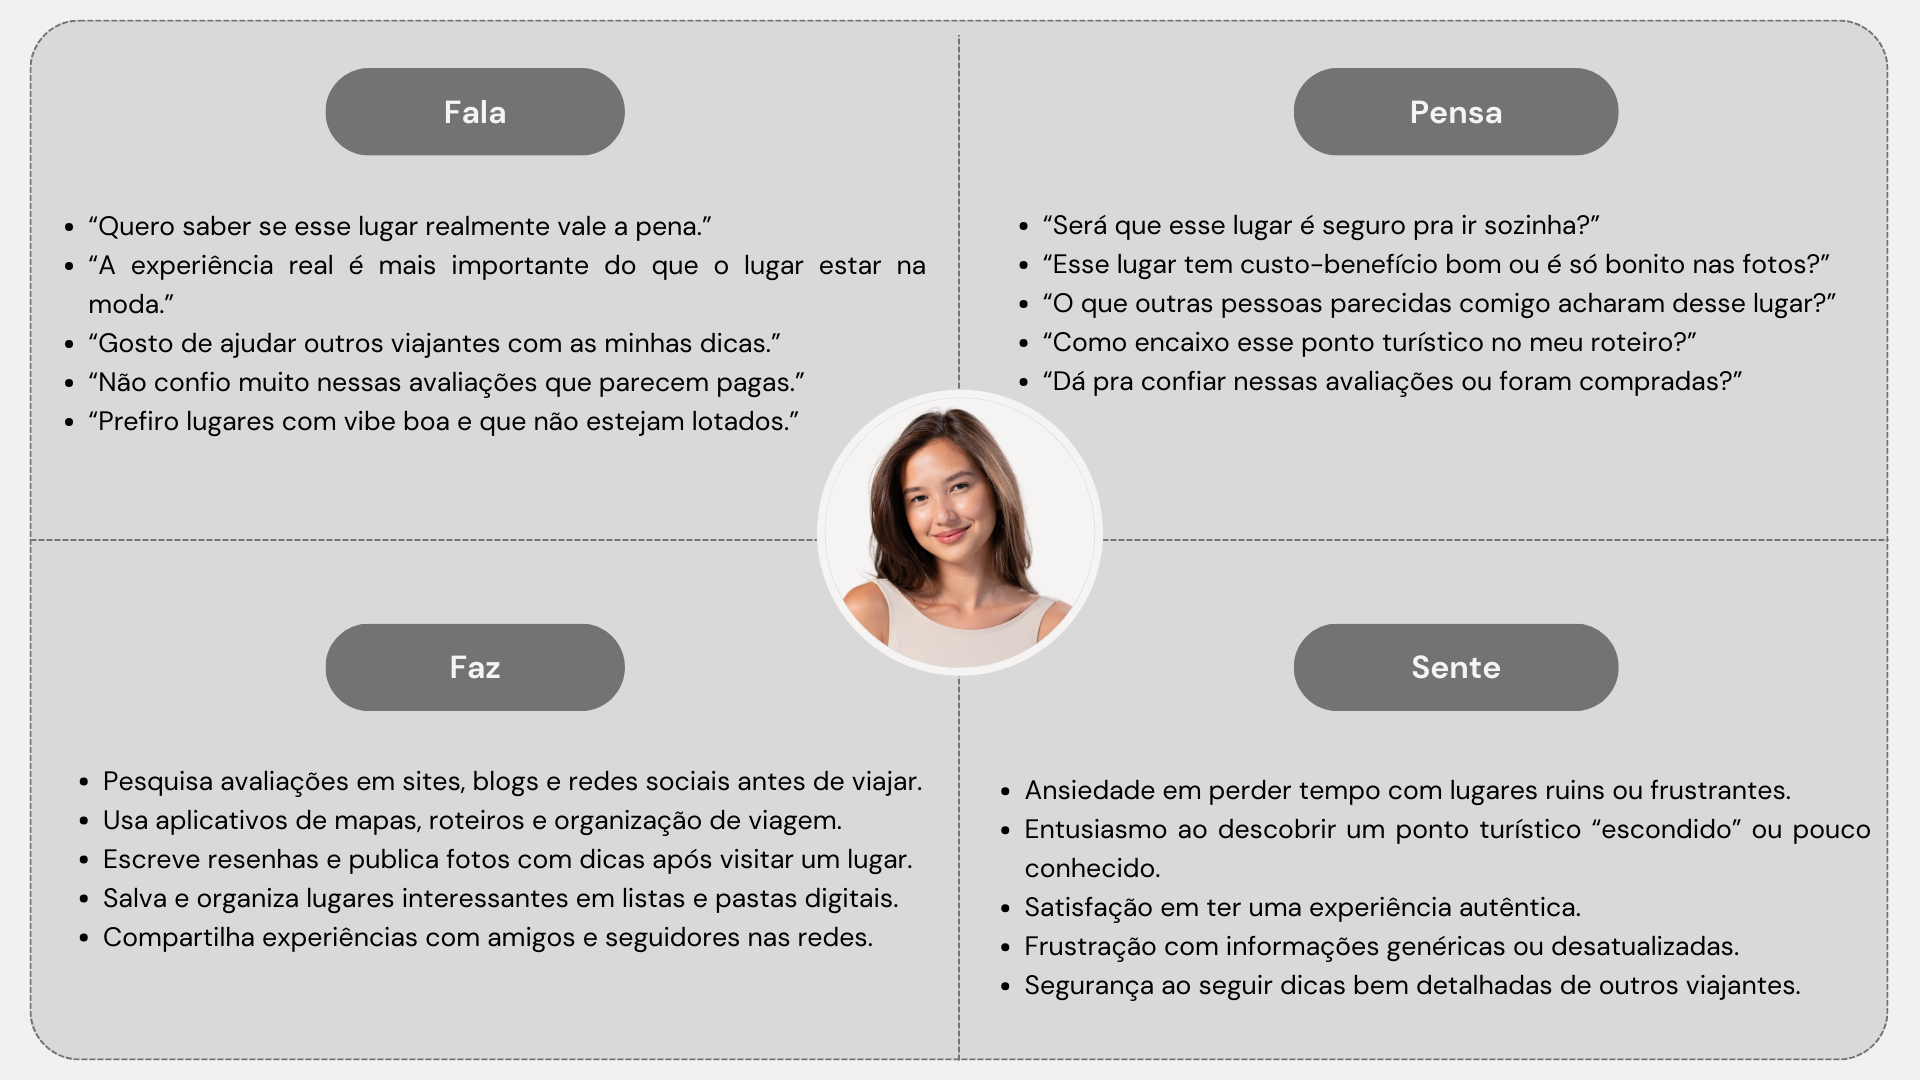 Fala
“Quero saber se esse lugar realmente vale a pena.”
“A experiência real é mais importante do que o lugar estar na
moda.”
“Gosto de ajudar outros viajantes com as minhas dicas.”
“Não confio muito nessas avaliações que parecem pagas.”
“Prefiro lugares com vibe boa e que não estejam lotados.”
Pensa
“Será que esse lugar é seguro pra ir sozinha?”
“Esse lugar tem custo-benefício bom ou é só bonito nas fotos?”
“O que outras pessoas parecidas comigo acharam desse lugar?”
“Como encaixo esse ponto turístico no meu roteiro?”
“Dá pra confiar nessas avaliações ou foram compradas?”
Faz
Pesquisa avaliações em sites, blogs e redes sociais antes de viajar.
Usa aplicativos de mapas, roteiros e organização de viagem.
Escreve resenhas e publica fotos com dicas após visitar um lugar.
Salva e organiza lugares interessantes em listas e pastas digitais.
Compartilha experiências com amigos e seguidores nas redes.
Sente
Ansiedade em perder tempo com lugares ruins ou frustrantes.
Entusiasmo ao descobrir um ponto turístico “escondido” ou pouco
conhecido.
Satisfação em ter uma experiência autêntica.
Frustração com informações genéricas ou desatualizadas.
Segurança ao seguir dicas bem detalhadas de outros viajantes.